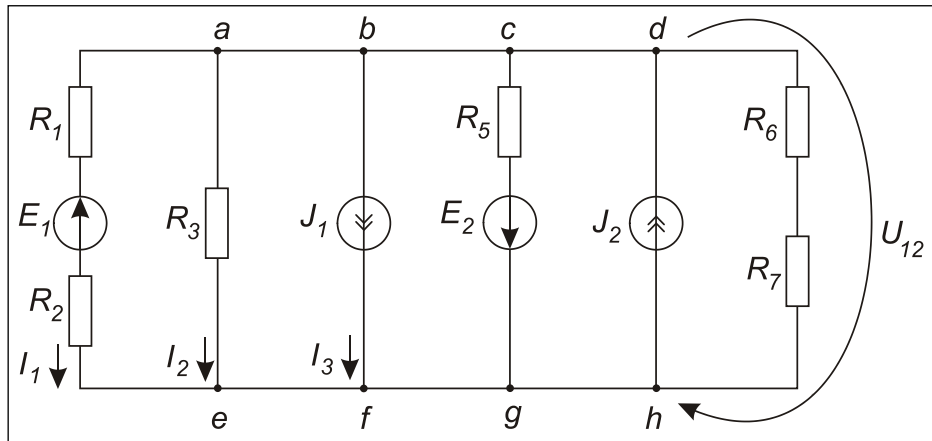 a b c d
R1 R5 R6
E1 R3 J1 E2 J2 U12
R7
R2
I1 I2 I3
e f g h